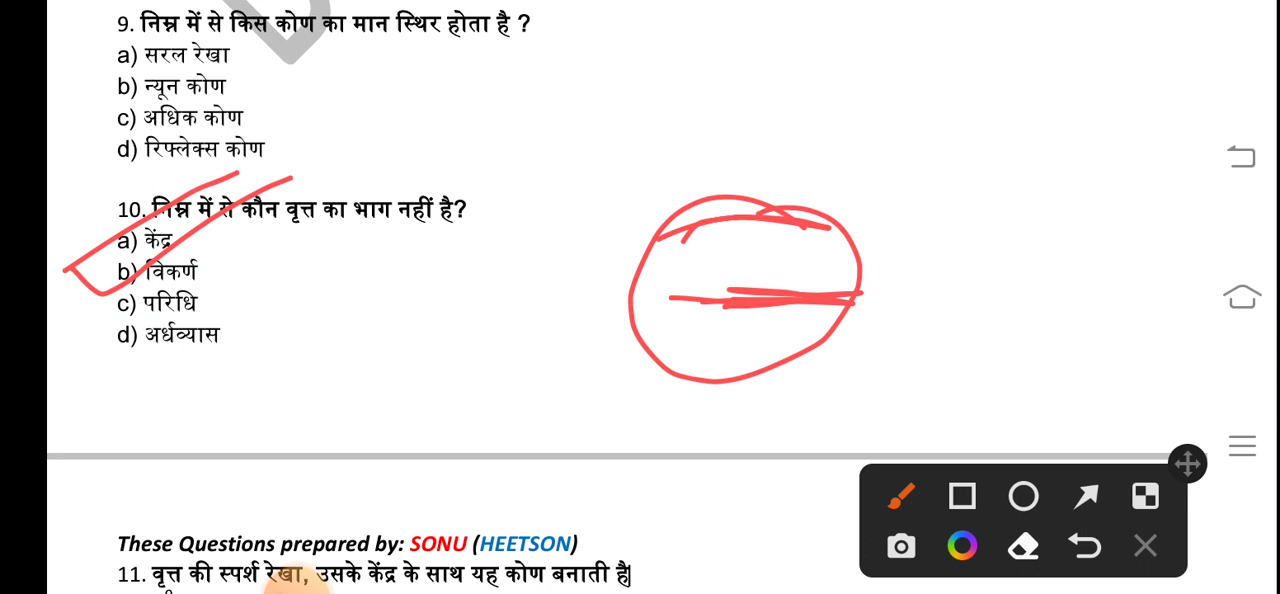 9. निम्न में से किस कोण का मान स्थिर होता है ?
a) सरल रेखा
b) न्यून कोण
c) अधिक कोण
d) रिफ्लेक्स कोण
10. निम्न में से कौन वृत्त का भाग नहीं है?
a) केंद्र
b) विकर्ण
c) परिधि
d) अर्धव्यास
These Questions prepared by: SONU (HEETSON)
11. वृत्त की स्पर्श रेखा, उसके केंद्र के साथ यह कोण बनाती है|